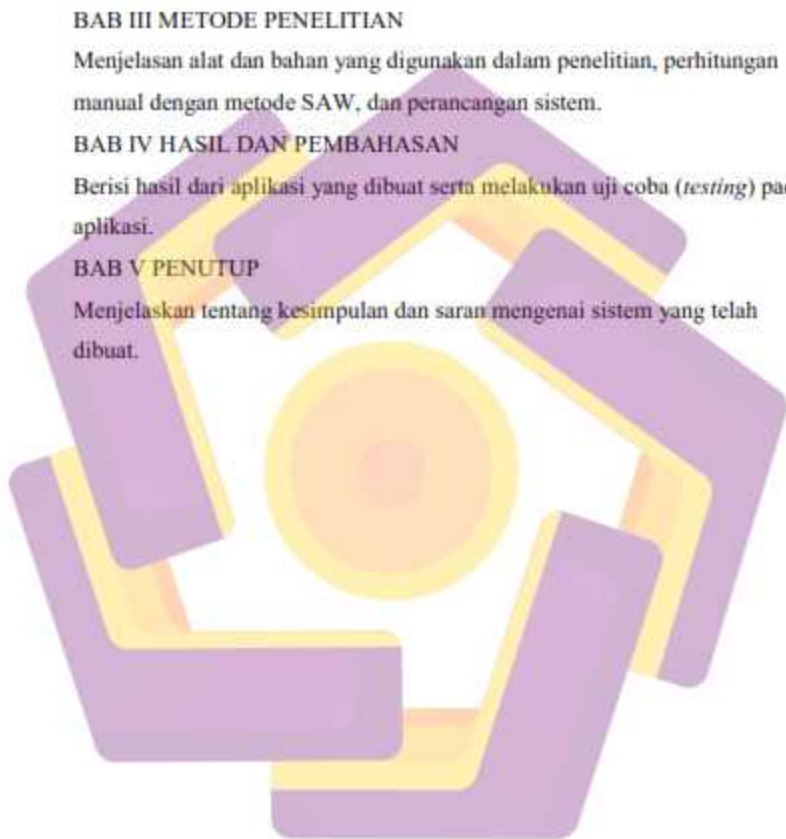 BAB III METODE PENELITIAN
Menjelasan alat dan bahan yang digunakan dalam penelitian, perhitungan
manual dengan metode SAW, dan perancangan sistem.
BAB IV HASIL DAN PEMBAHASAN
Berisi hasil dari aplikasi yang dibuat serta melakukan uji coba (testing) pa
aplikasi.
BAB V PENUTUP
Menjelaskan tentang kesimpulan dan saran mengenai sistem yang telah
dibuat.